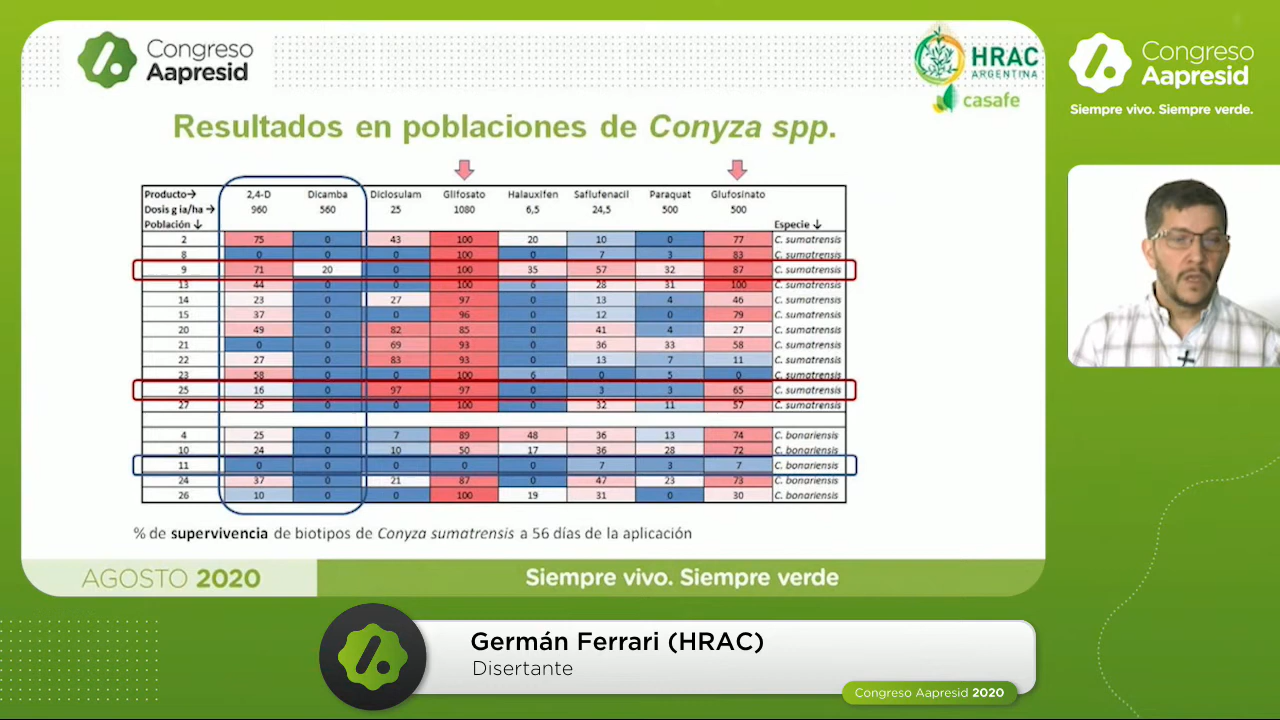 Congreso
Aapresid
HRAC
ARGENTINA
casafe
Congreso
Aapresid
Siempre vivo. Siempre verde.
Resultados en poblaciones de Conyza spp.
Producto→ 2,4-D Dicamba Diclosulam Glifosato Halauxifen Saflufenacil Paraquat Glufosinato
Dosis g ia/ha → 960 560 25 1080 6,5 24,5 500 500
Población ↓ Especie ↓
2 75 0 43 100 20 10 0 77 C. sumatrensis
8 0 0 0 100 0 7 3 83 C. sumatrensis
9 71 20 0 100 35 57 32 87 C. sumatrensis
13 44 0 0 100 6 28 31 100 C. sumatrensis
14 23 0 27 97 0 13 4 46 C. sumatrensis
15 37 0 0 96 0 12 0 79 C. sumatrensis
20 49 0 82 85 0 41 4 27 C. sumatrensis
21 0 0 69 93 0 36 33 58 C. sumatrensis
22 27 0 83 93 0 13 7 11 C. sumatrensis
23 58 0 0 100 6 0 5 0 C. sumatrensis
25 16 0 97 97 0 3 3 65 C. sumatrensis
27 25 0 0 100 0 32 11 57 C. sumatrensis
4 25 0 7 89 48 36 13 74 C. bonariensis
10 24 0 10 50 17 36 28 72 C. bonariensis
11 0 0 0 0 0 7 3 7 C. bonariensis
24 37 0 21 87 0 47 23 73 C. bonariensis
26 10 0 0 100 19 31 0 30 C. bonariensis
% de supervivencia de biotipos de Conyza sumatrensis a 56 días de la aplicación
AGOSTO 2020
Siempre vivo. Siempre verde
Germán Ferrari (HRAC)
Disertante
Congreso Aapresid 2020